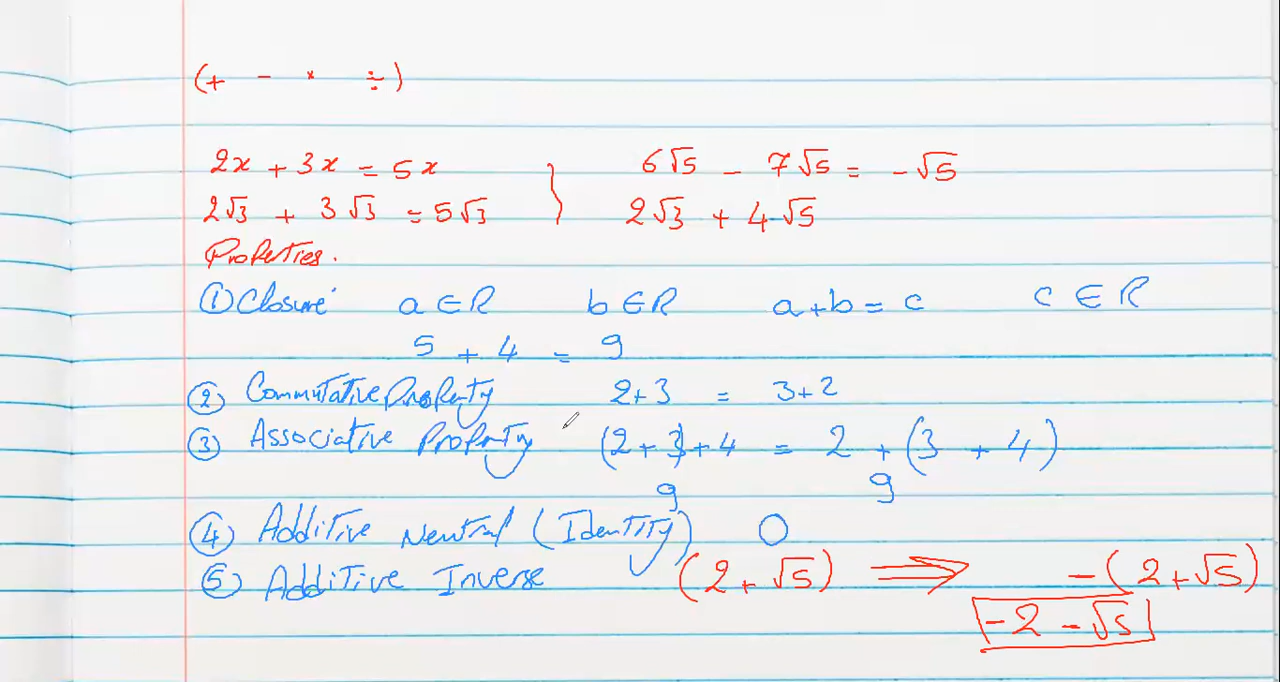 (+ - × ÷)
2x + 3x = 5x } 6√5 - 7√5 = -√5
2√3 + 3√3 = 5√3 2√3 + 4√5
Properties.
① Closure a ∈ R b ∈ R a+b = c c ∈ R
5 + 4 = 9
② Commutative Property 2+3 = 3+2
③ Associative Property (2+3)+4 = 2 + (3 + 4)
9 9
④ Additive Neutral (Identity) 0
⑤ Additive Inverse (2+√5) ⟹ -(2+√5)
-2 -√5